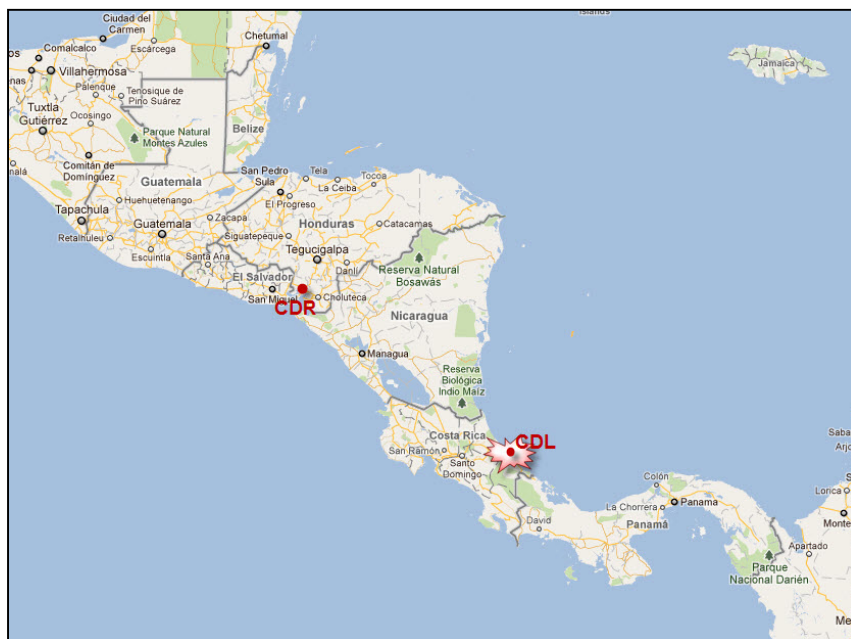 Islands
Ciudad del
Carmen
Comalcalco
Escárcega
Chetumal
Villahermosa
Jamaica
Palenque
Tenosique de
Pino Suárez
Tuxtla
Gutiérrez
Ocosingo
Parque Natural
Montes Azules
Belize
Comitán de
Domínguez
San Pedro
Sula
Tela
La Ceiba
Tocoa
Guatemala
Huehuetenango
El Progreso
Tapachula
Zacapa
Honduras
Catacamas
Retalhuleu
Guatemala
Siguatepeque
Escuintla
Tegucigalpa
Santa Ana
Danlí
Reserva Natural
Bosawás
El Salvador
San Miguel
Choluteca
CDR
Nicaragua
Managua
Reserva
Biológica
Indio Maíz
Costa Rica
CDL
San Ramón
Santo
Domingo
Colón
Panama
La Chorrera
Panamá
David
Lorica
Apartado
Parque
Nacional Darién